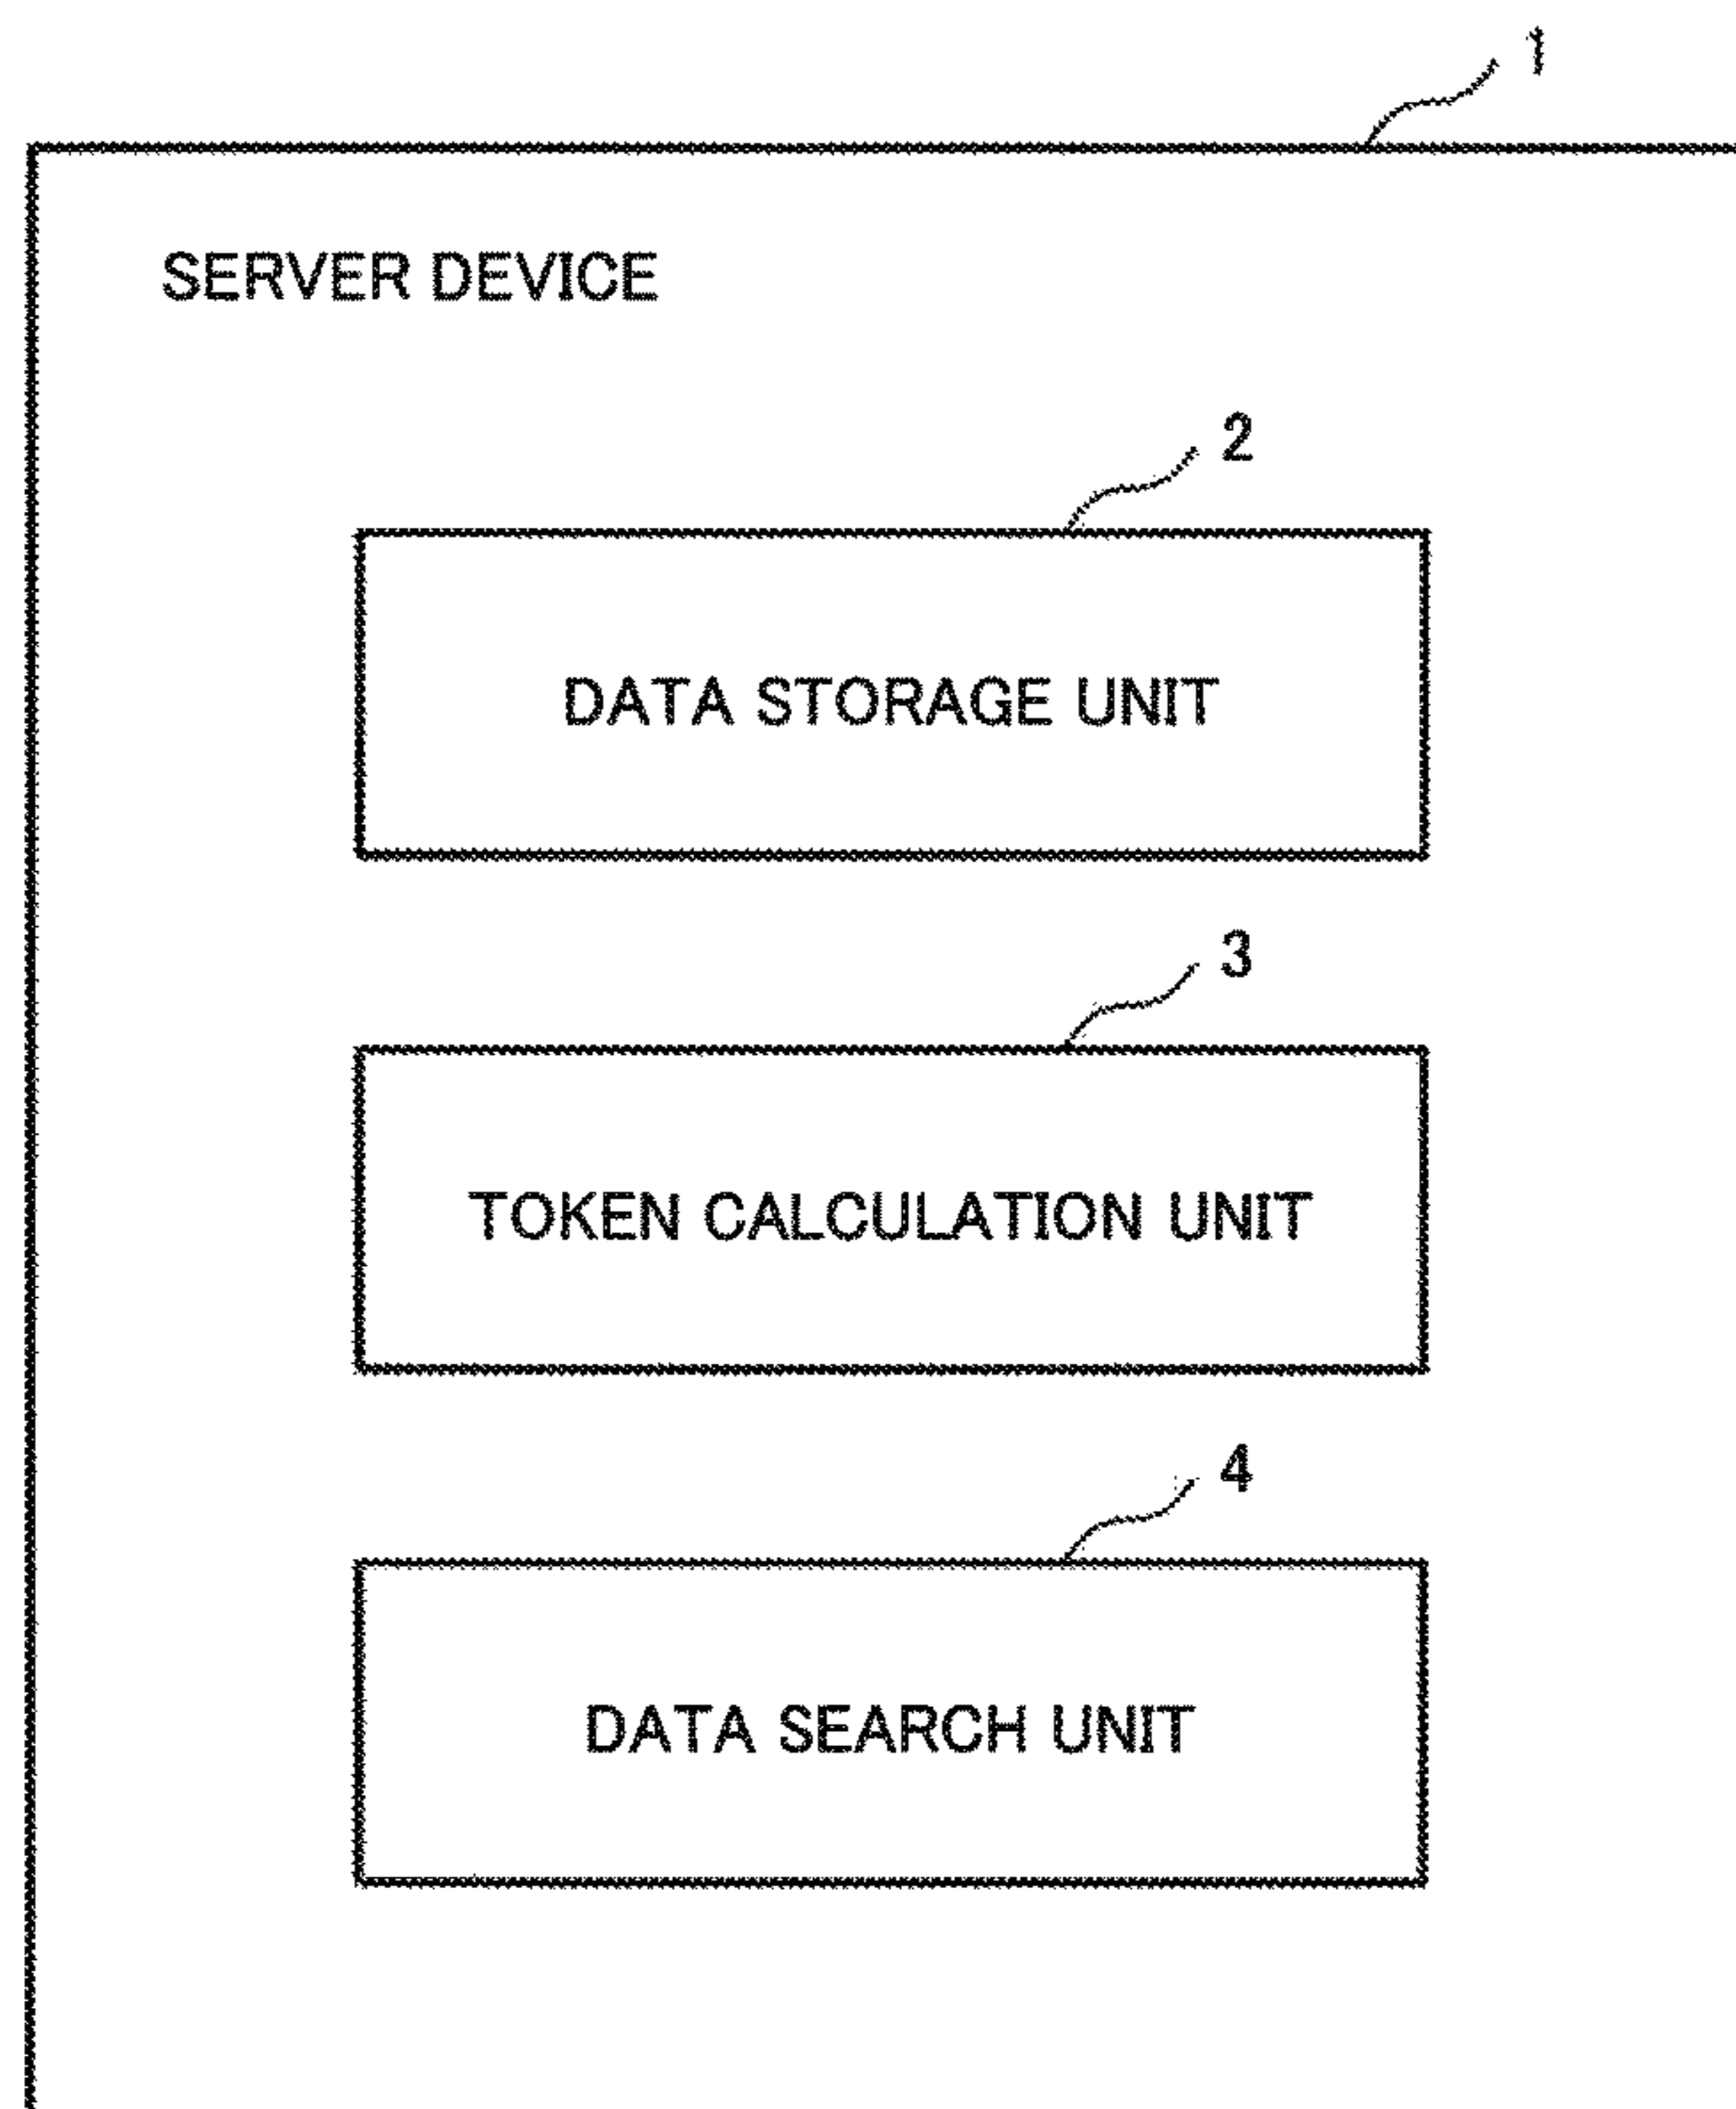 1
SERVER DEVICE
2
DATA STORAGE UNIT
3
TOKEN CALCULATION UNIT
4
DATA SEARCH UNIT